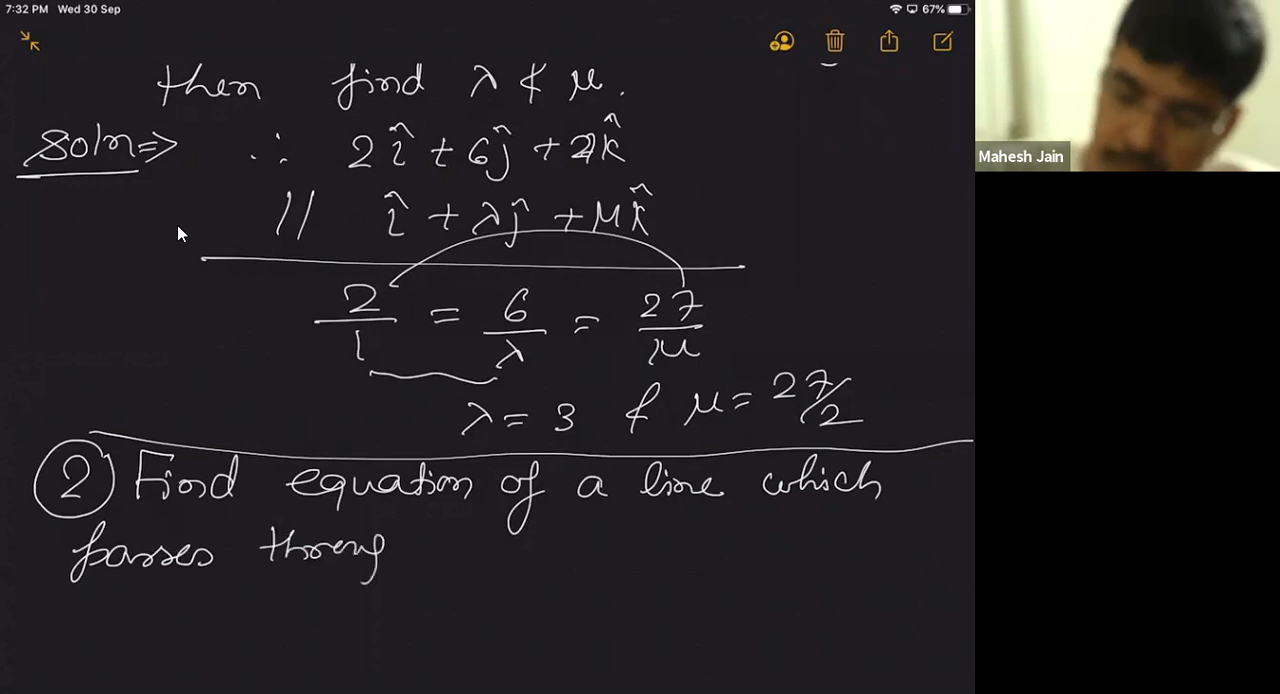 7:32 PM Wed 30 Sep 67%
then find λ & μ.
Soln⇒ ∴ 2î + 6ĵ + 27k̂
// î + λĵ + μk̂
2/1 = 6/λ = 27/μ
λ = 3 & μ = 27/2
② Find equation of a line which
passes throug
Mahesh Jain